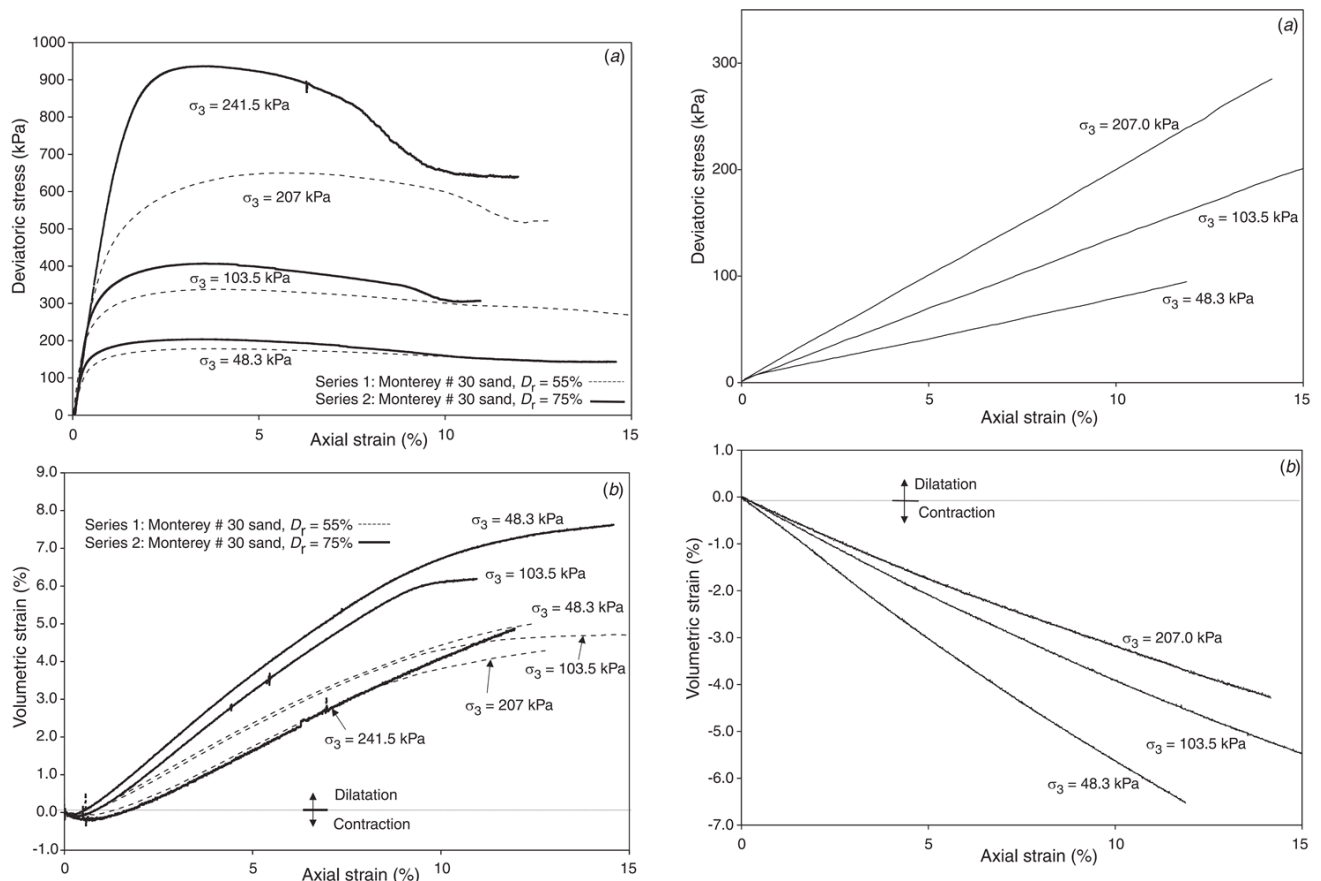 (a)
1000
900
800
700
600
500
400
300
200
100
0
Deviatoric stress (kPa)
σ3 = 241.5 kPa
σ3 = 207 kPa
σ3 = 103.5 kPa
σ3 = 48.3 kPa
Series 1: Monterey # 30 sand, Dr = 55%
Series 2: Monterey # 30 sand, Dr = 75%
0
5
10
15
Axial strain (%)
(a)
300
200
100
0
Deviatoric stress (kPa)
σ3 = 207.0 kPa
σ3 = 103.5 kPa
σ3 = 48.3 kPa
0
5
10
15
Axial strain (%)
(b)
9.0
8.0
7.0
6.0
5.0
4.0
3.0
2.0
1.0
0.0
-1.0
Volumetric strain (%)
Series 1: Monterey # 30 sand, Dr = 55%
Series 2: Monterey # 30 sand, Dr = 75%
σ3 = 48.3 kPa
σ3 = 103.5 kPa
σ3 = 48.3 kPa
σ3 = 103.5 kPa
σ3 = 207 kPa
σ3 = 241.5 kPa
Dilatation
Contraction
0
5
10
15
Axial strain (%)
(b)
1.0
0.0
-1.0
-2.0
-3.0
-4.0
-5.0
-6.0
-7.0
Volumetric strain (%)
Dilatation
Contraction
σ3 = 207.0 kPa
σ3 = 103.5 kPa
σ3 = 48.3 kPa
0
5
10
15
Axial strain (%)